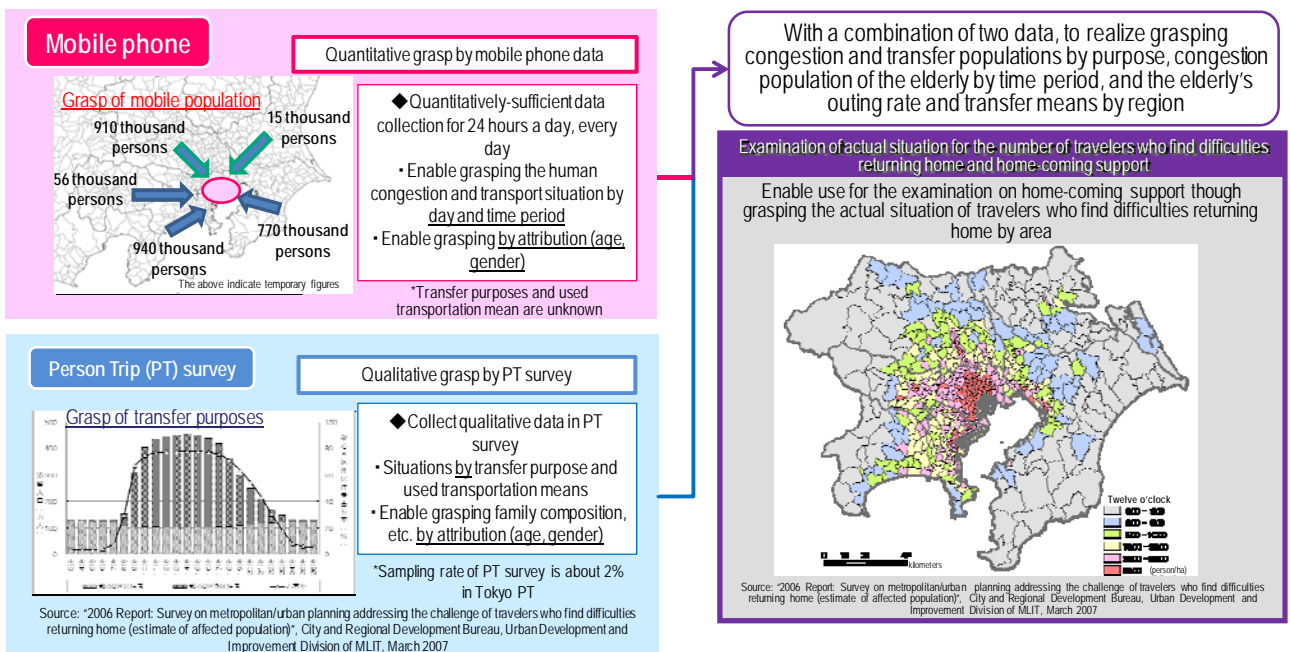 Mobile phone
Quantitative grasp by mobile phone data
Grasp of mobile population
910 thousand
persons
15 thousand
persons
56 thousand
persons
940 thousand
persons
770 thousand
persons
The above indicate temporary figures
◆Quantitatively-sufficient data
collection for 24 hours a day, every
day
・Enable grasping the human
congestion and transport situation by
day and time period
・Enable grasping by attribution (age,
gender)
*Transfer purposes and used
transportation mean are unknown
Person Trip (PT) survey
Qualitative grasp by PT survey
Grasp of transfer purposes
◆Collect qualitative data in PT
survey
・Situations by transfer purpose and
used transportation means
・Enable grasping family composition,
etc. by attribution (age, gender)
*Sampling rate of PT survey is about 2%
in Tokyo PT
Source: "2006 Report: Survey on metropolitan/urban planning addressing the challenge of travelers who find difficulties
returning home (estimate of affected population)", City and Regional Development Bureau, Urban Development and
Improvement Division of MLIT, March 2007
With a combination of two data, to realize grasping
congestion and transfer populations by purpose, congestion
population of the elderly by time period, and the elderly's
outing rate and transfer means by region
Examination of actual situation for the number of travelers who find difficulties
returning home and home-coming support
Enable use for the examination on home-coming support though
grasping the actual situation of travelers who find difficulties returning
home by area
Twelve o'clock
(person/ha)
kilometers
Source: "2006 Report: Survey on metropolitan/urban planning addressing the challenge of travelers who find difficulties
returning home (estimate of affected population)", City and Regional Development Bureau, Urban Development and
Improvement Division of MLIT, March 2007